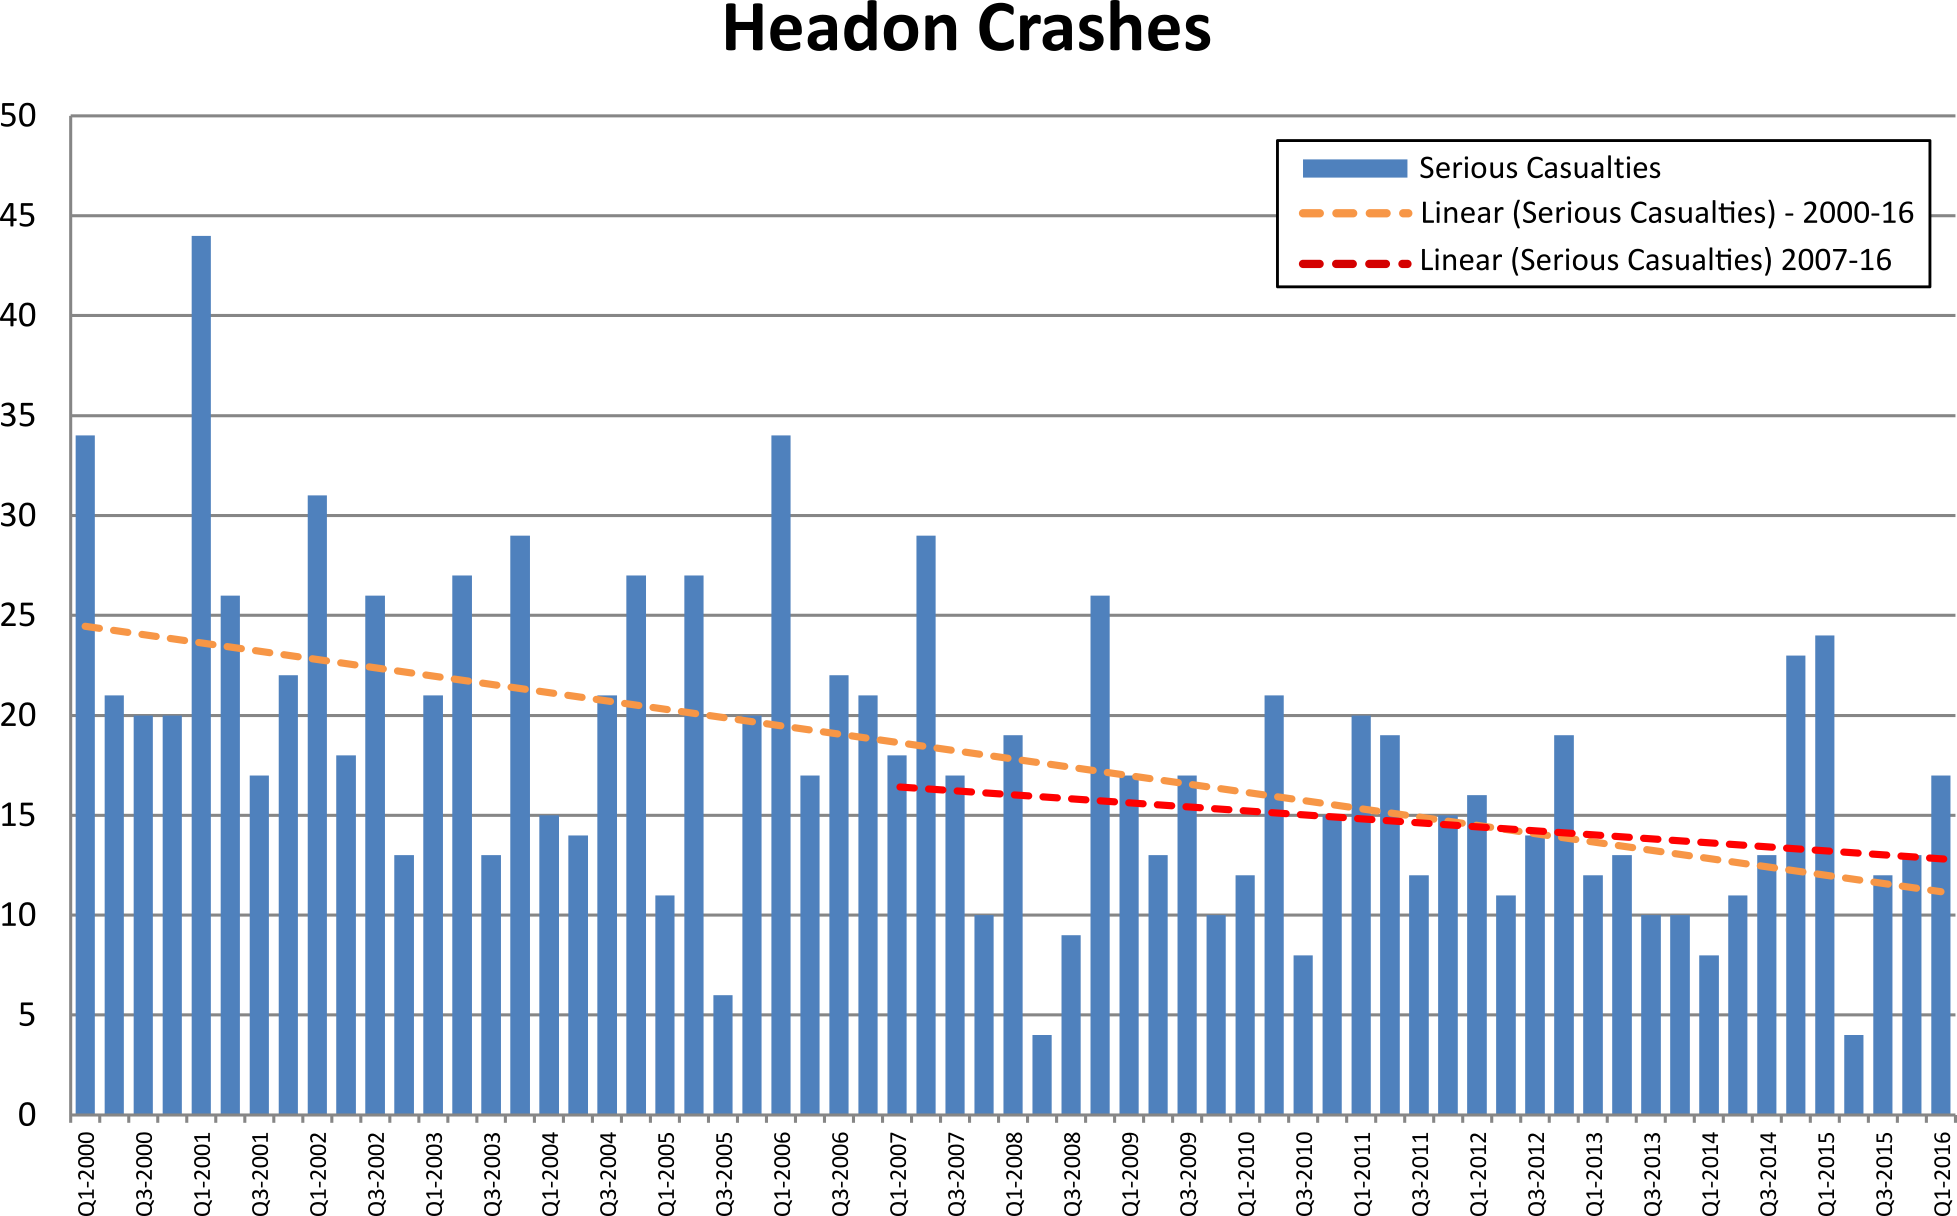 Headon Crashes
50
45
40
35
30
25
20
15
10
5
0
Serious Casualties
Linear (Serious Casualties) - 2000-16
Linear (Serious Casualties) 2007-16
Q1-2000
Q3-2000
Q1-2001
Q3-2001
Q1-2002
Q3-2002
Q1-2003
Q3-2003
Q1-2004
Q3-2004
Q1-2005
Q3-2005
Q1-2006
Q3-2006
Q1-2007
Q3-2007
Q1-2008
Q3-2008
Q1-2009
Q3-2009
Q1-2010
Q3-2010
Q1-2011
Q3-2011
Q1-2012
Q3-2012
Q1-2013
Q3-2013
Q1-2014
Q3-2014
Q1-2015
Q3-2015
Q1-2016